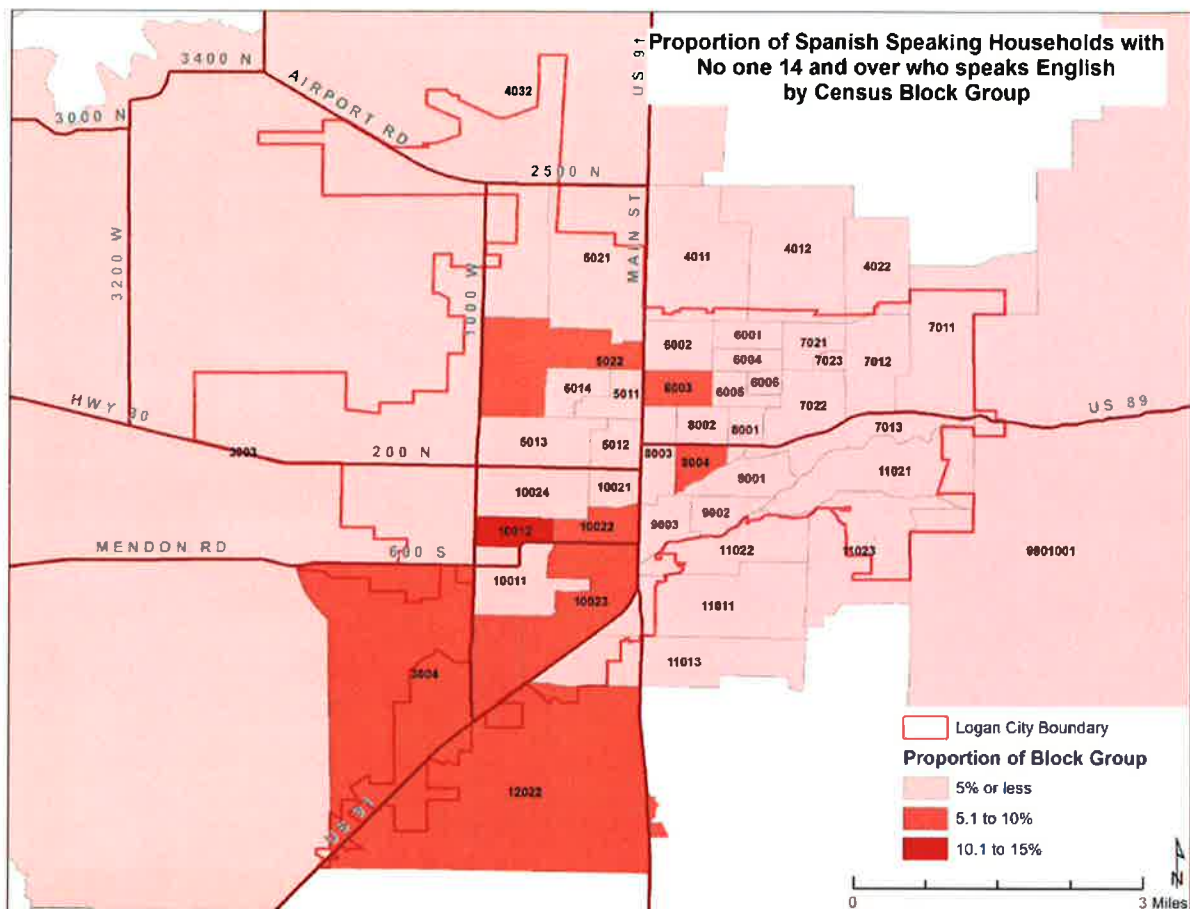 Proportion of Spanish Speaking Households with
No one 14 and over who speaks English
by Census Block Group
US 91
3400 N
AIRPORT RD
4032
3000 N
2500 N
MAIN ST
3200 W
1000 W
5021
4011
4012
4022
7011
6002
6001
7021
7023
7012
6004
5022
6003
6005
6006
5014
5011
7022
US 89
HWY 30
8002
8001
7013
5013
5012
3003
200 N
8003
8004
9001
11021
10024
10021
10012
10022
9003
9002
MENDON RD
600 S
11022
11023
9801001
10011
10023
11011
11013
3004
12022
US 91
Logan City Boundary
Proportion of Block Group
5% or less
5.1 to 10%
10.1 to 15%
N
0
3 Miles